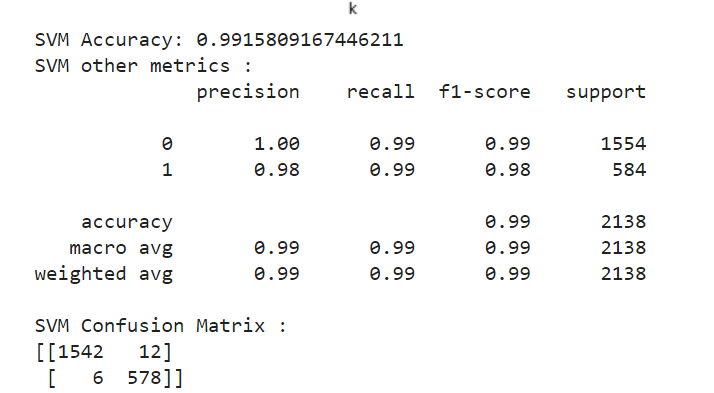 k
SVM Accuracy: 0.9915809167446211
SVM other metrics :
precision recall f1-score support
0 1.00 0.99 0.99 1554
1 0.98 0.99 0.98 584
accuracy 0.99 2138
macro avg 0.99 0.99 0.99 2138
weighted avg 0.99 0.99 0.99 2138
SVM Confusion Matrix :
[[1542 12]
[ 6 578]]